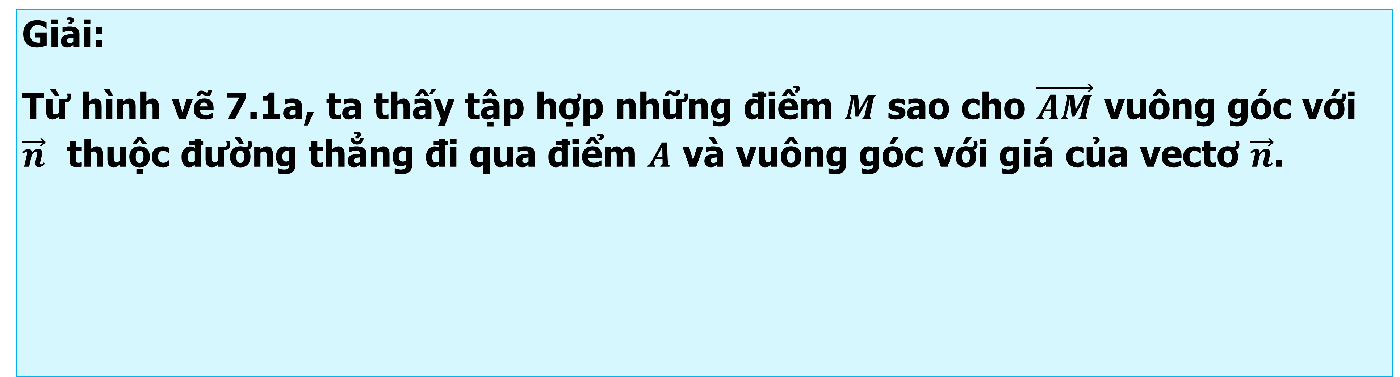 Giải:
Từ hình vẽ 7.1a, ta thấy tập hợp những điểm 𝑀 sao cho 𝐴𝑀⃗ vuông góc với
𝑛⃗ thuộc đường thẳng đi qua điểm 𝐴 và vuông góc với giá của vectơ 𝑛⃗.